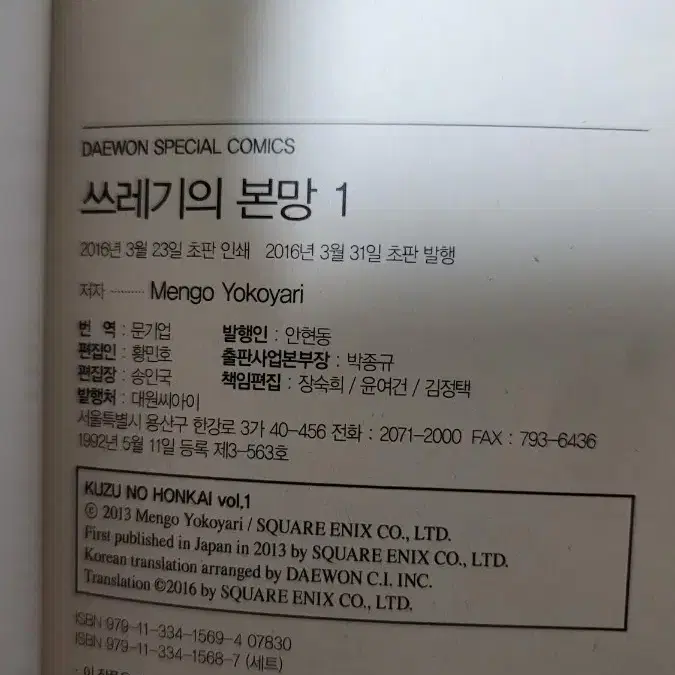 DAEWON SPECIAL COMICS
쓰레기의 본망 1
2016년 3월 23일 초판 인쇄 2016년 3월 31일 초판 발행
저자 ········ Mengo Yokoyari
번 역 : 문기업 발행인 : 안현동
편집인 : 황민호 출판사업본부장 : 박종규
편집장 : 송인국 책임편집 : 장숙희 / 윤여건 / 김정택
발행처 : 대원씨아이
서울특별시 용산구 한강로 3가 40-456 전화 : 2071-2000 FAX : 793-6436
1992년 5월 11일 등록 제3-563호
KUZU NO HONKAI vol.1
ⓒ 2013 Mengo Yokoyari / SQUARE ENIX CO., LTD.
First published in Japan in 2013 by SQUARE ENIX CO., LTD.
Korean translation arranged by DAEWON C.I. INC.
Translation ©2016 by SQUARE ENIX CO., LTD.
ISBN 979-11-334-1569-4 07830
ISBN 979-11-334-1568-7 (세트)